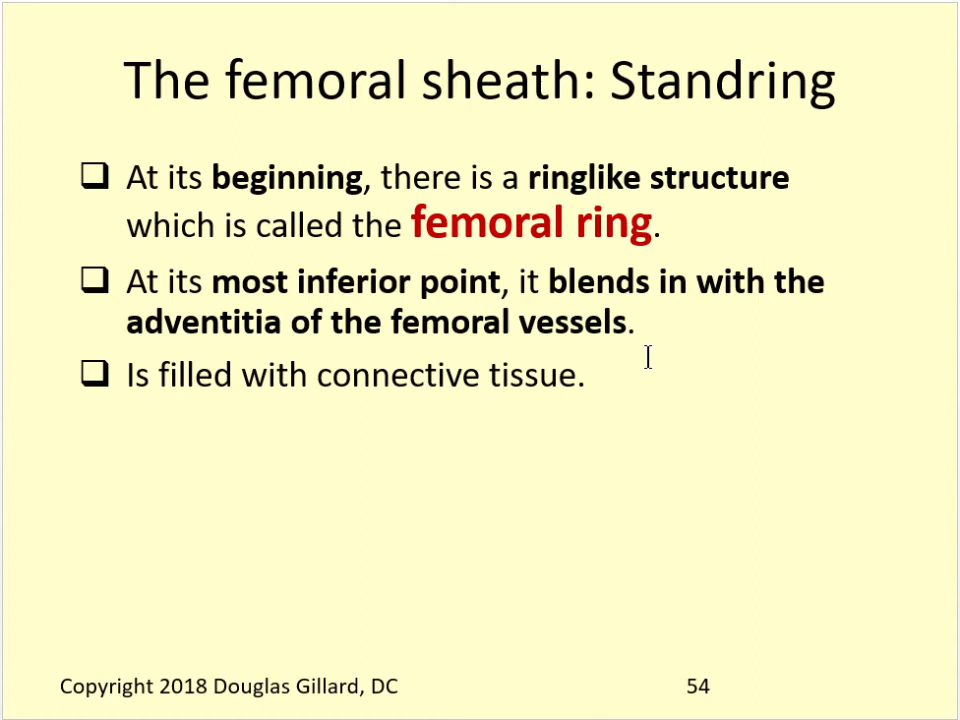 The femoral sheath: Standring
At its beginning, there is a ringlike structure
which is called the femoral ring.
At its most inferior point, it blends in with the
adventitia of the femoral vessels.
Is filled with connective tissue.
Copyright 2018 Douglas Gillard, DC
54